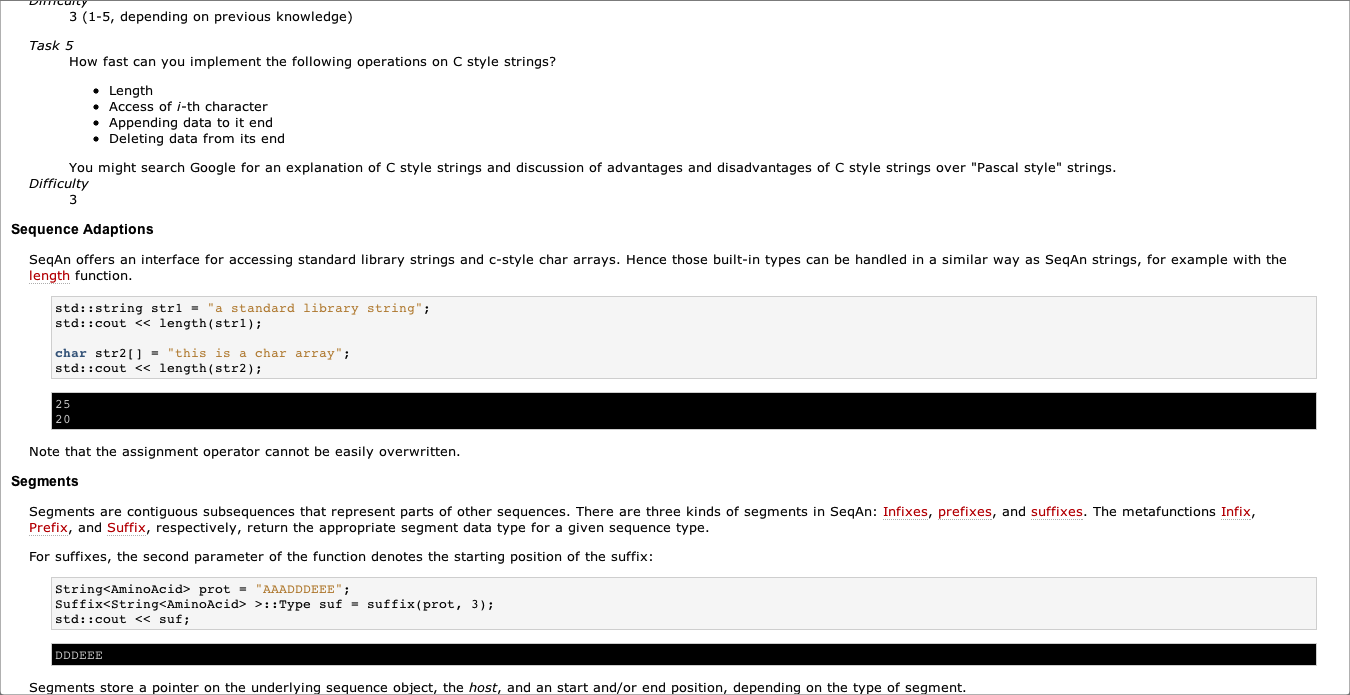 Difficulty
3 (1-5, depending on previous knowledge)
Task 5
How fast can you implement the following operations on C style strings?
• Length
• Access of i-th character
• Appending data to it end
• Deleting data from its end
You might search Google for an explanation of C style strings and discussion of advantages and disadvantages of C style strings over "Pascal style" strings.
Difficulty
3
Sequence Adaptions
SeqAn offers an interface for accessing standard library strings and c-style char arrays. Hence those built-in types can be handled in a similar way as SeqAn strings, for example with the
length function.
std::string str1 = "a standard library string";
std::cout << length(str1);
char str2[] = "this is a char array";
std::cout << length(str2);
25
20
Note that the assignment operator cannot be easily overwritten.
Segments
Segments are contiguous subsequences that represent parts of other sequences. There are three kinds of segments in SeqAn: Infixes, prefixes, and suffixes. The metafunctions Infix,
Prefix, and Suffix, respectively, return the appropriate segment data type for a given sequence type.
For suffixes, the second parameter of the function denotes the starting position of the suffix:
String<AminoAcid> prot = "AAADDDEEE";
Suffix<String<AminoAcid> >::Type suf = suffix(prot, 3);
std::cout << suf;
DDDEEE
Segments store a pointer on the underlying sequence object, the host, and an start and/or end position, depending on the type of segment.